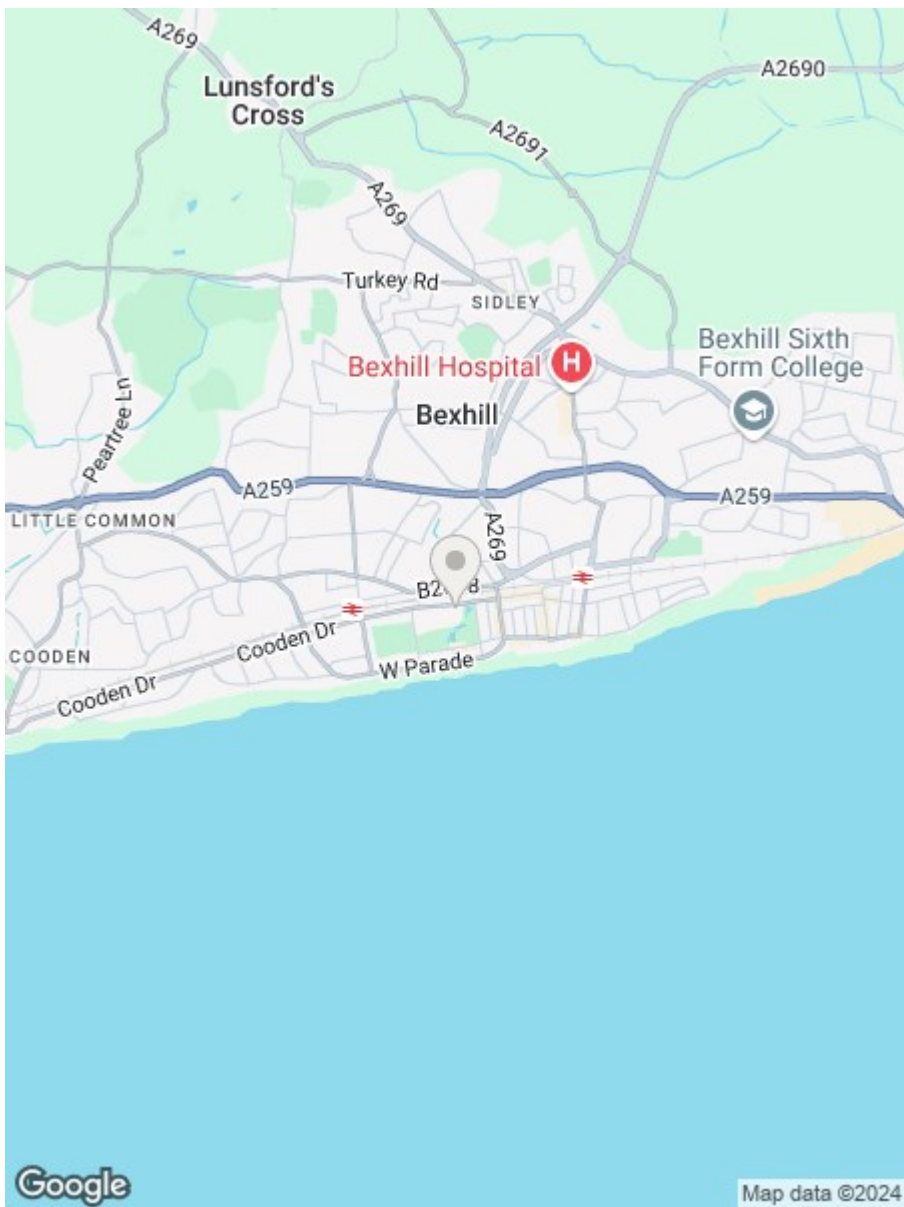 A269
A2690
Lunsford's
Cross
A2691
A269
Turkey Rd
SIDLEY
Bexhill Sixth
Form College
Bexhill Hospital
H
Peartree Ln
Bexhill
A259
A259
LITTLE COMMON
A269
Cooden Dr
COODEN
W Parade
Cooden Dr
Google
Map data ©2024